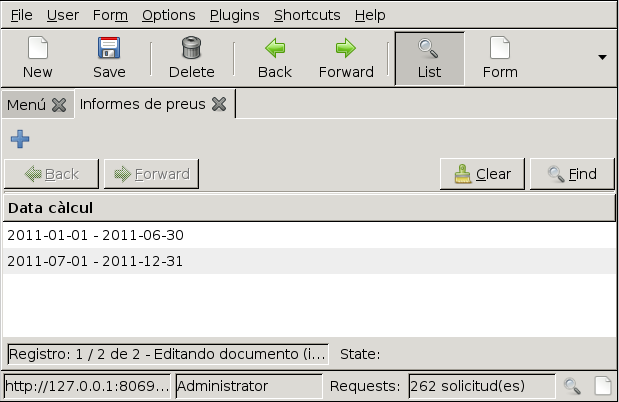 File User Form Options Plugins Shortcuts Help
New Save Delete Back Forward List Form
Menú Informes de preus
Back Forward Clear Find
Data càlcul
2011-01-01 - 2011-06-30
2011-07-01 - 2011-12-31
Registro: 1 / 2 de 2 - Editando documento (i... State:
http://127.0.0.1:8069... Administrator Requests: 262 solicitud(es)